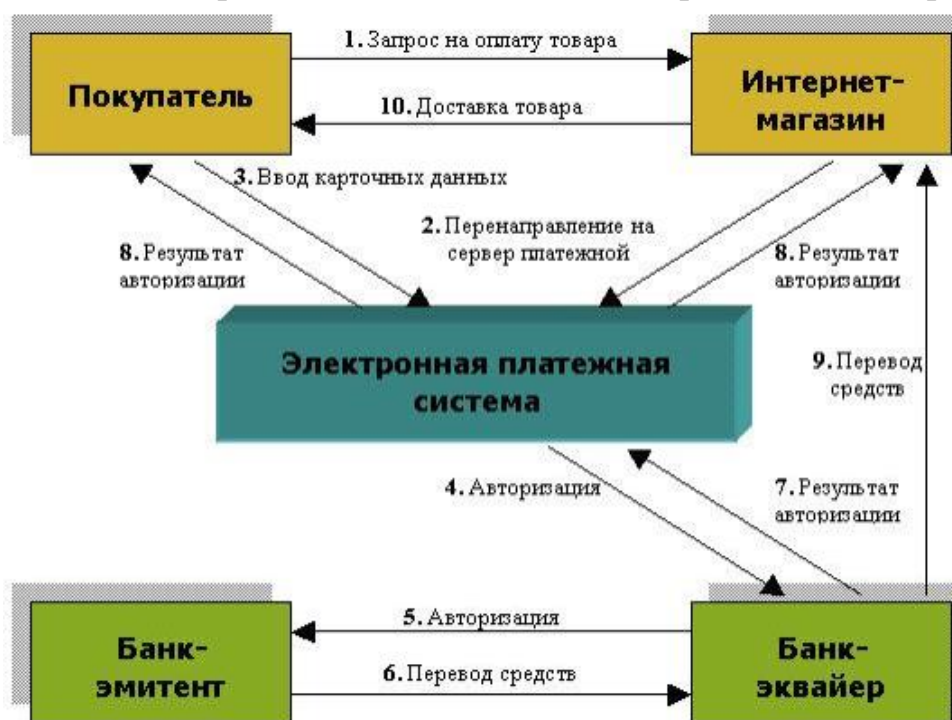 1. Запрос на оплату товара
Покупатель
Интернет-
магазин
10. Доставка товара
3. Ввод карточных данных
2. Перенаправление на
сервер платежной
8. Результат
авторизации
8. Результат
авторизации
Электронная платежная
система
9. Перевод
средств
4. Авторизация
7. Результат
авторизации
5. Авторизация
Банк-
эмитент
6. Перевод средств
Банк-
эквайер